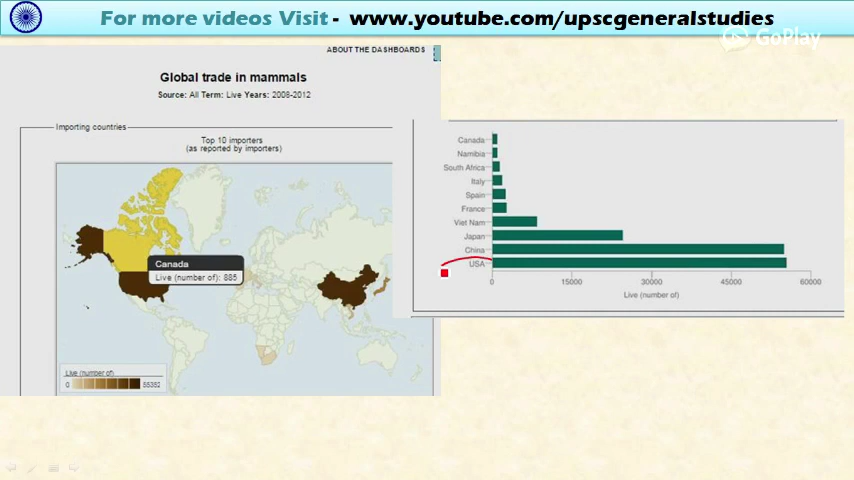 For more videos Visit - www.youtube.com/upscgeneralstudies
GoPlay
ABOUT THE DASHBOARDS
Global trade in mammals
Source: All Term: Live Years: 2008-2012
Importing countries
Top 10 importers
(as reported by importers)
Canada
Live (number of): 885
Live (number of)
0
Canada
Namibia
South Africa
Italy
Spain
France
Viet Nam
Japan
China
USA
0 15000 30000 45000 60000
Live (number of)